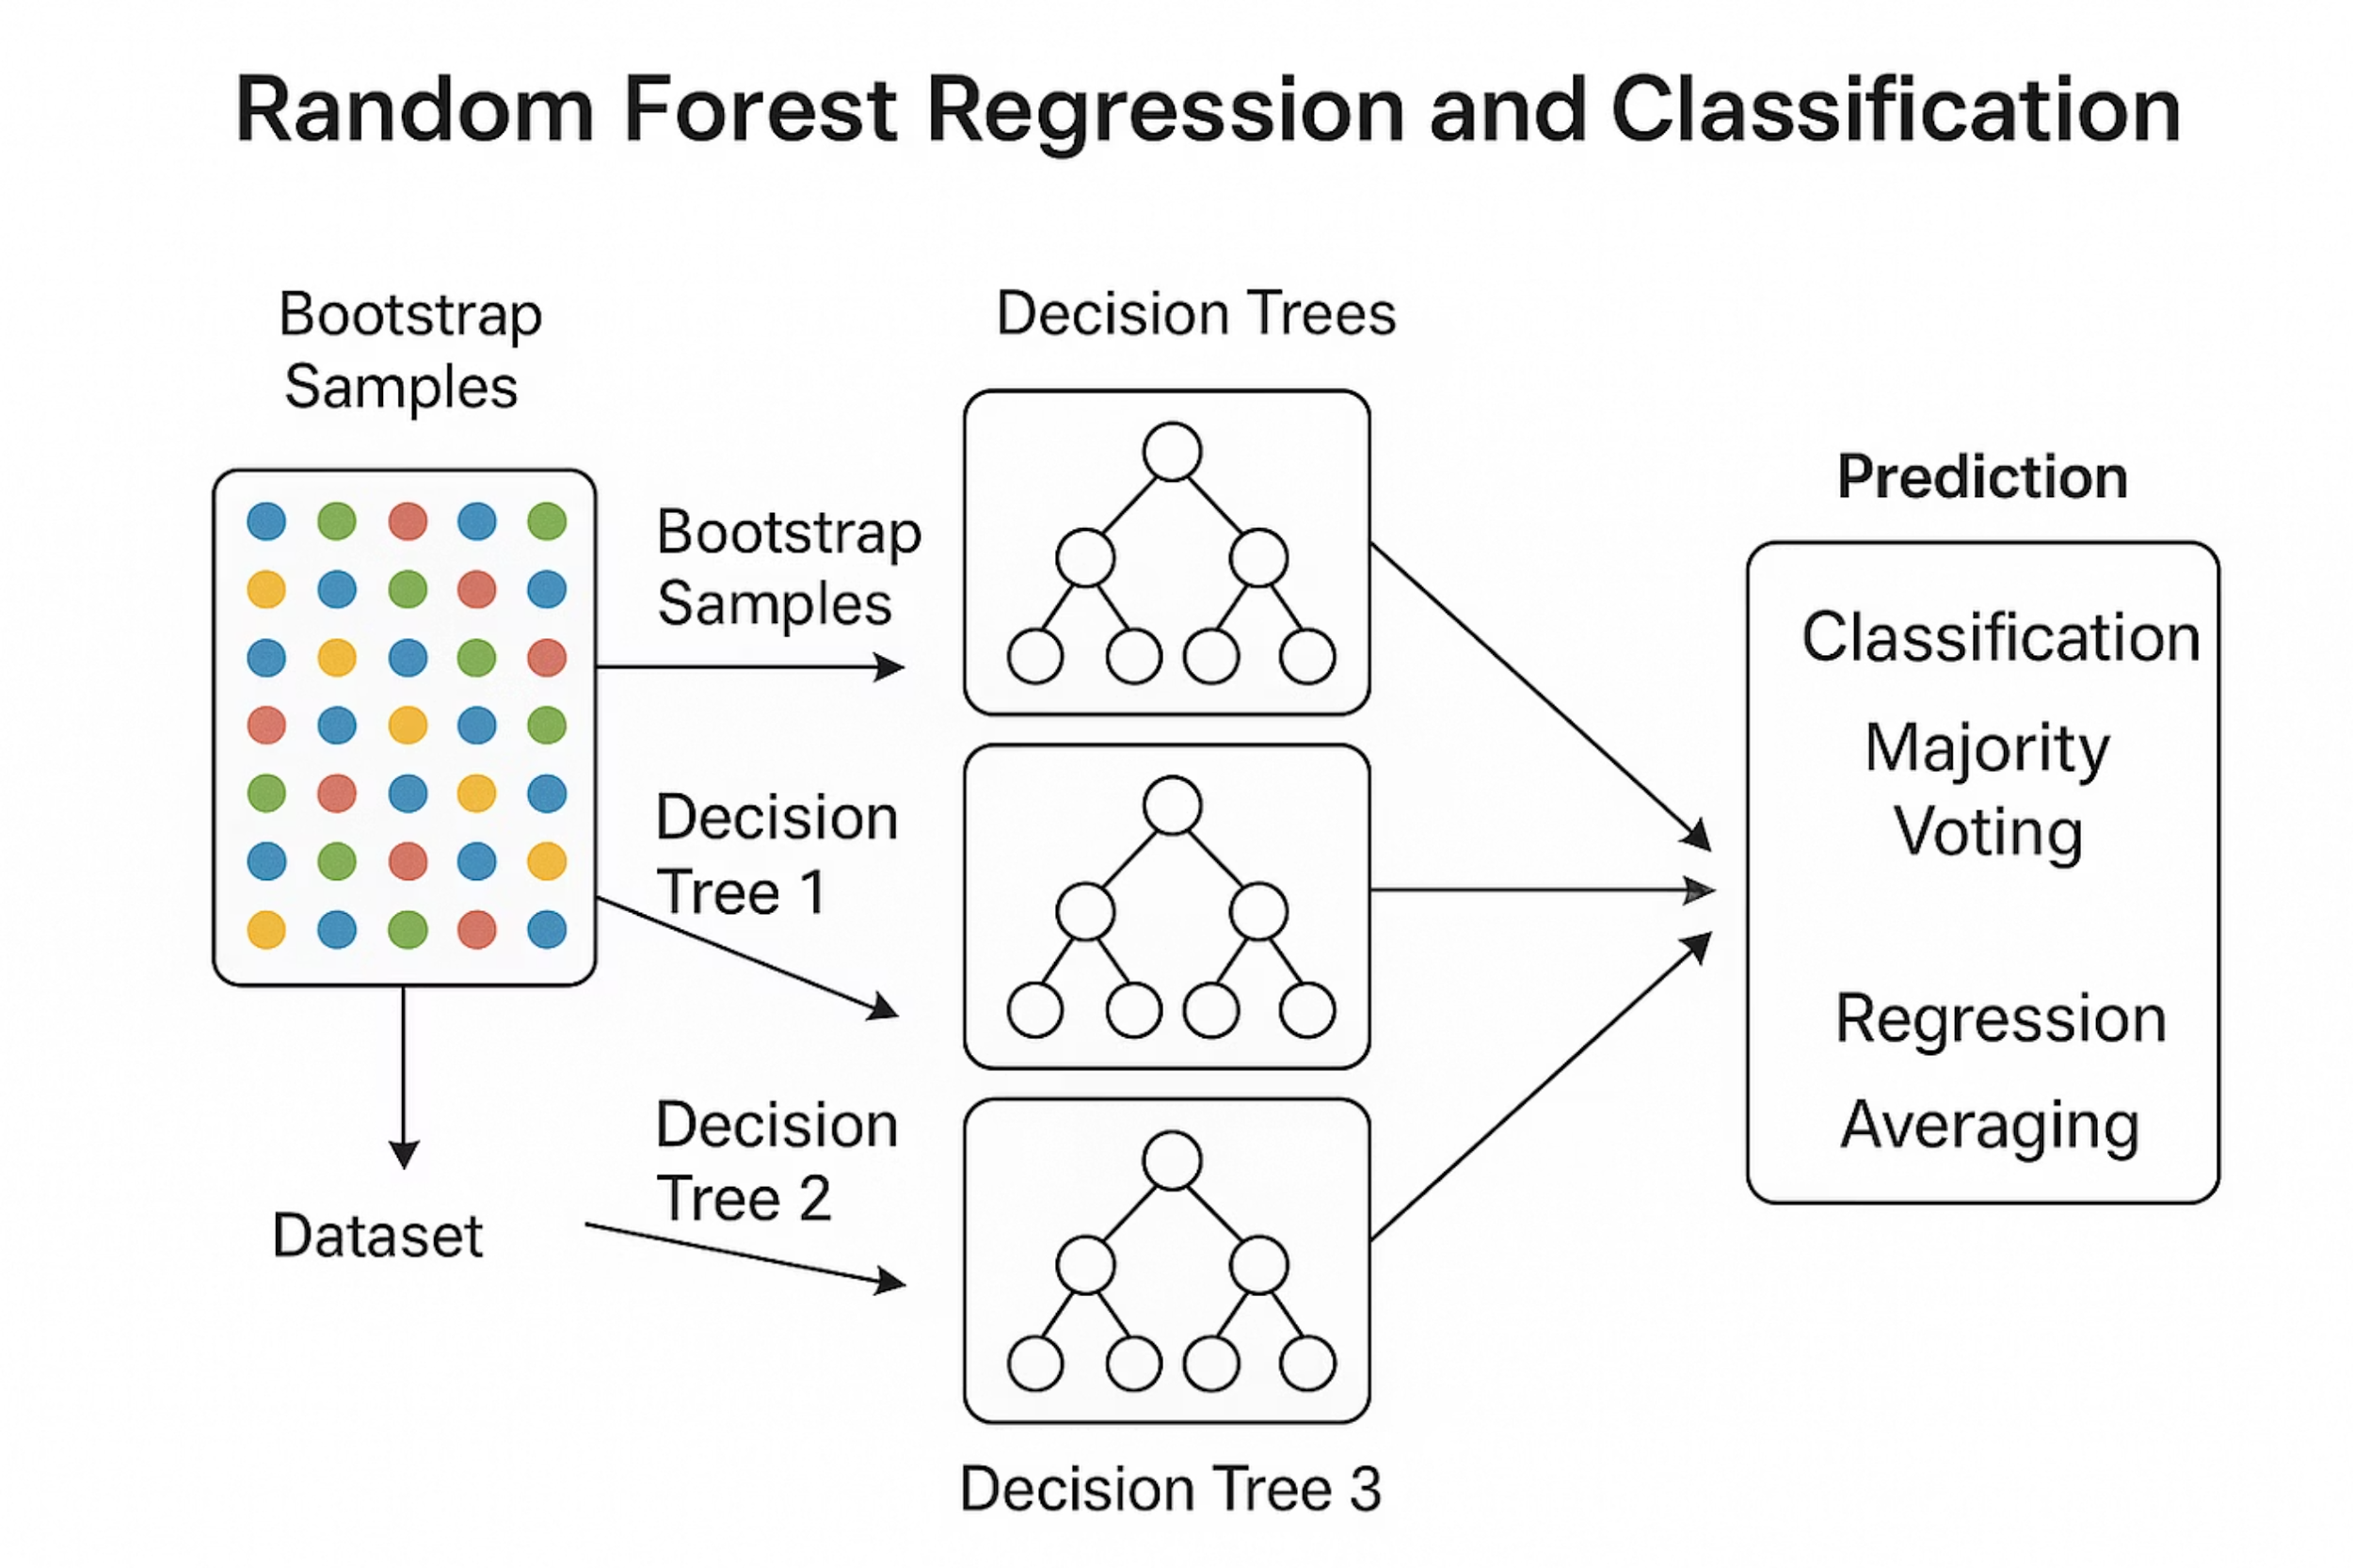 Random Forest Regression and Classification
Bootstrap
Samples
Bootstrap
Samples
Decision
Tree 1
Decision
Tree 2
Dataset
Decision Trees
Decision Tree 3
Prediction
Classification
Majority
Voting
Regression
Averaging